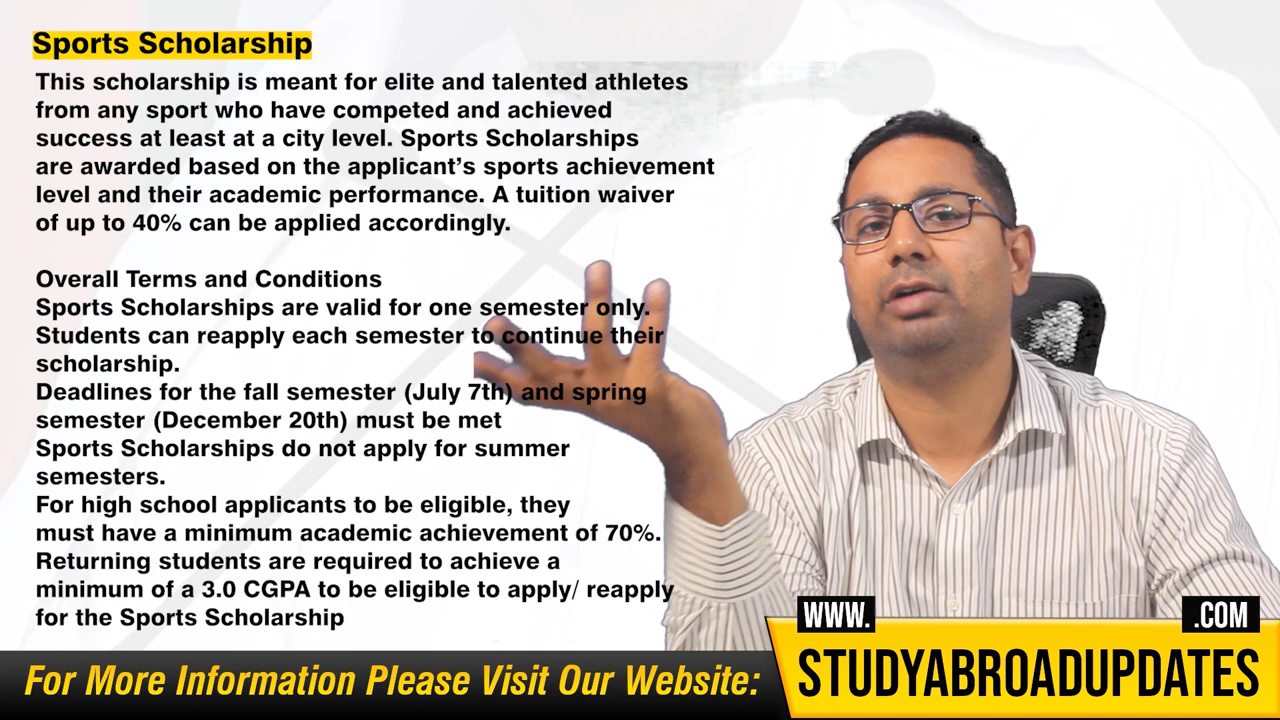 Sports Scholarship
This scholarship is meant for elite and talented athletes
from any sport who have competed and achieved
success at least at a city level. Sports Scholarships
are awarded based on the applicant’s sports achievement
level and their academic performance. A tuition waiver
of up to 40% can be applied accordingly.
Overall Terms and Conditions
Sports Scholarships are valid for one semester only.
Students can reapply each semester to continue their
scholarship.
Deadlines for the fall semester (July 7th) and spring
semester (December 20th) must be met
Sports Scholarships do not apply for summer
semesters.
For high school applicants to be eligible, they
must have a minimum academic achievement of 70%.
Returning students are required to achieve a
minimum of a 3.0 CGPA to be eligible to apply/ reapply
for the Sports Scholarship
For More Information Please Visit Our Website:
WWW.
.COM
STUDYABROADUPDATES